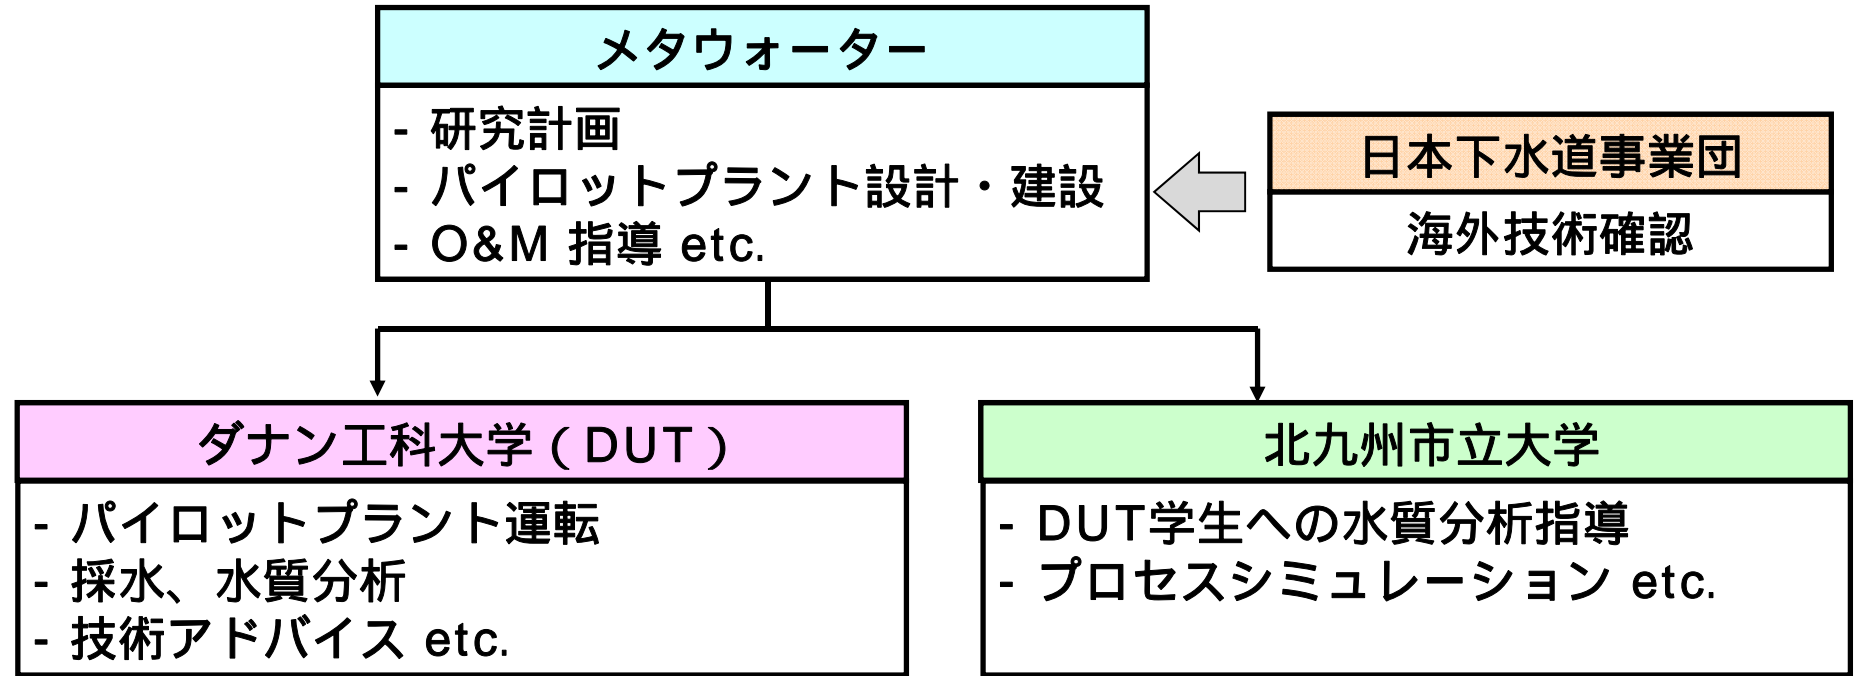 メタウォーター
- 研究計画
- パイロットプラント設計・建設
- O&M 指導 etc.
日本下水道事業団
海外技術確認
ダナン工科大学（DUT）
- パイロットプラント運転
- 採水、水質分析
- 技術アドバイス etc.
北九州市立大学
- DUT学生への水質分析指導
- プロセスシミュレーション etc.